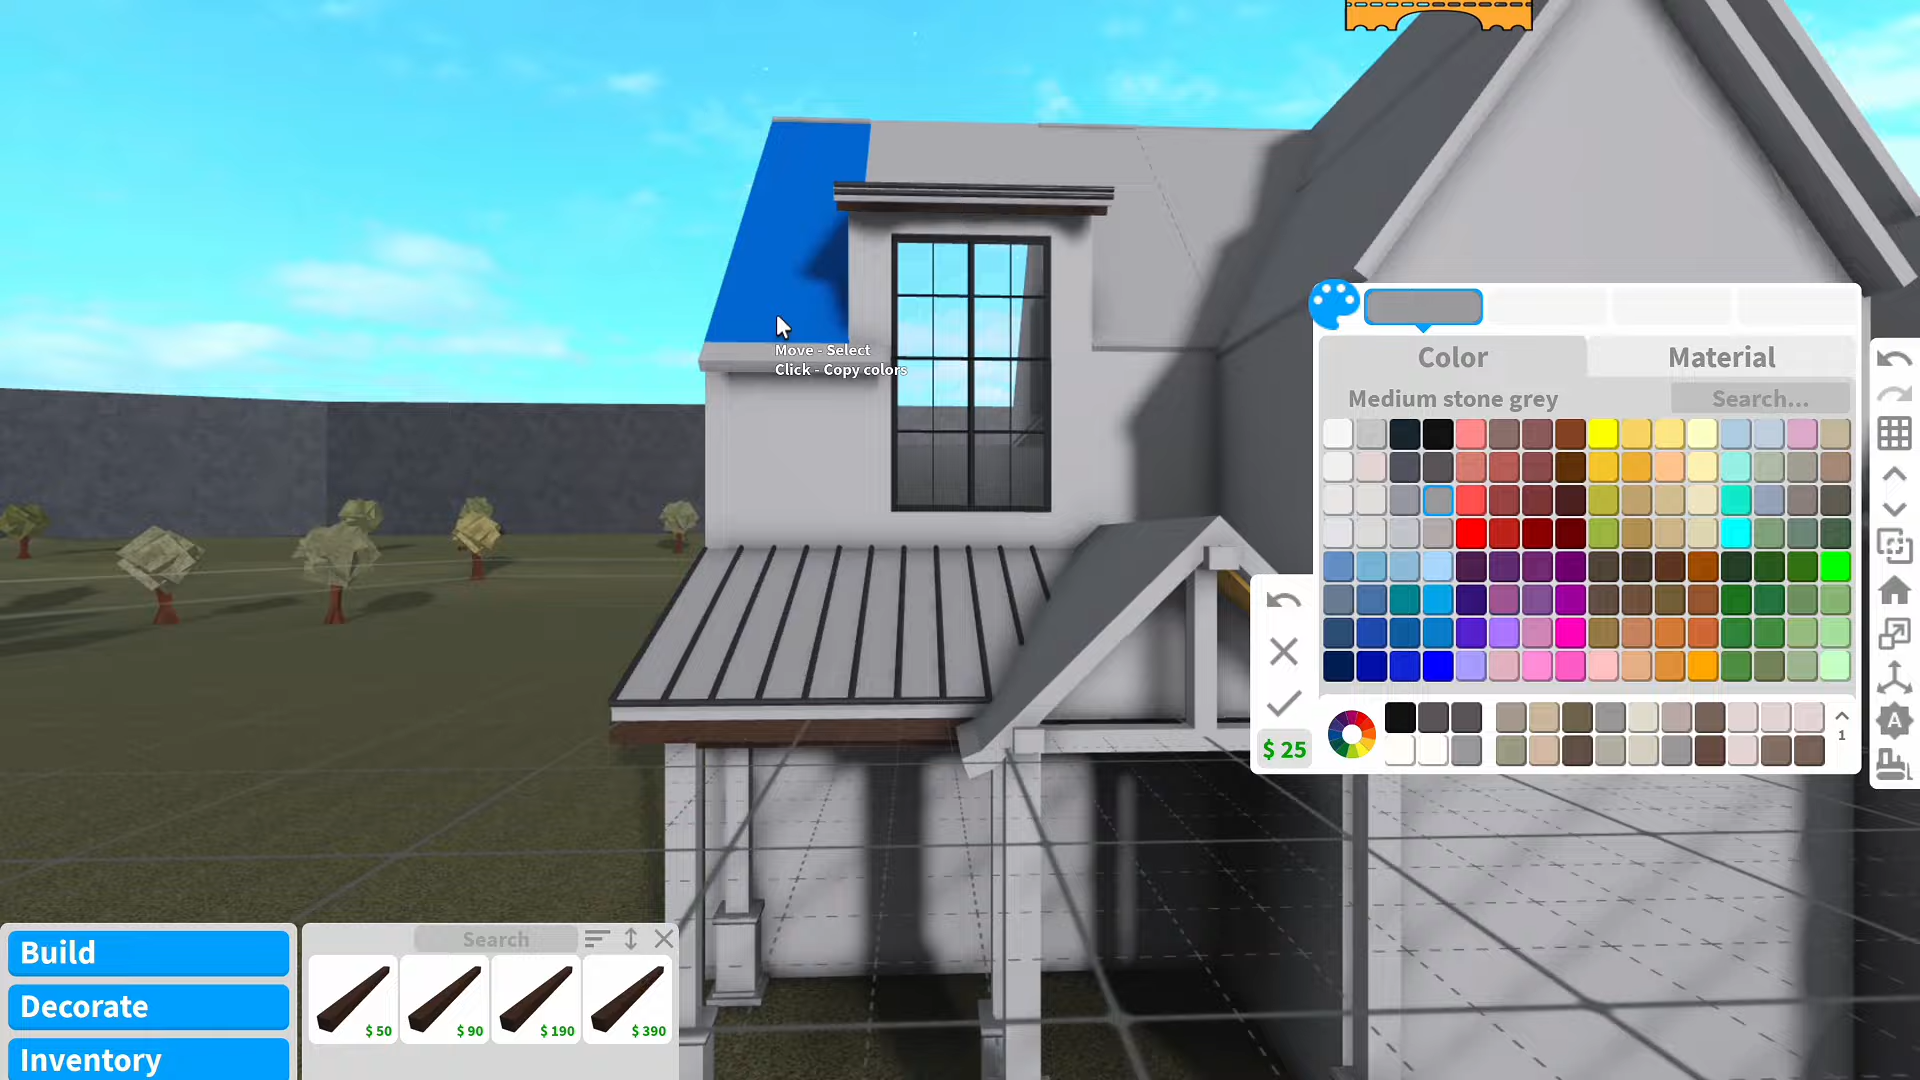 Move - Select
Click - Copy colors
Color
Material
Medium stone grey
Search...
A
1
$ 25
Build
Decorate
Inventory
Search
$ 50
$ 90
$ 190
$ 390